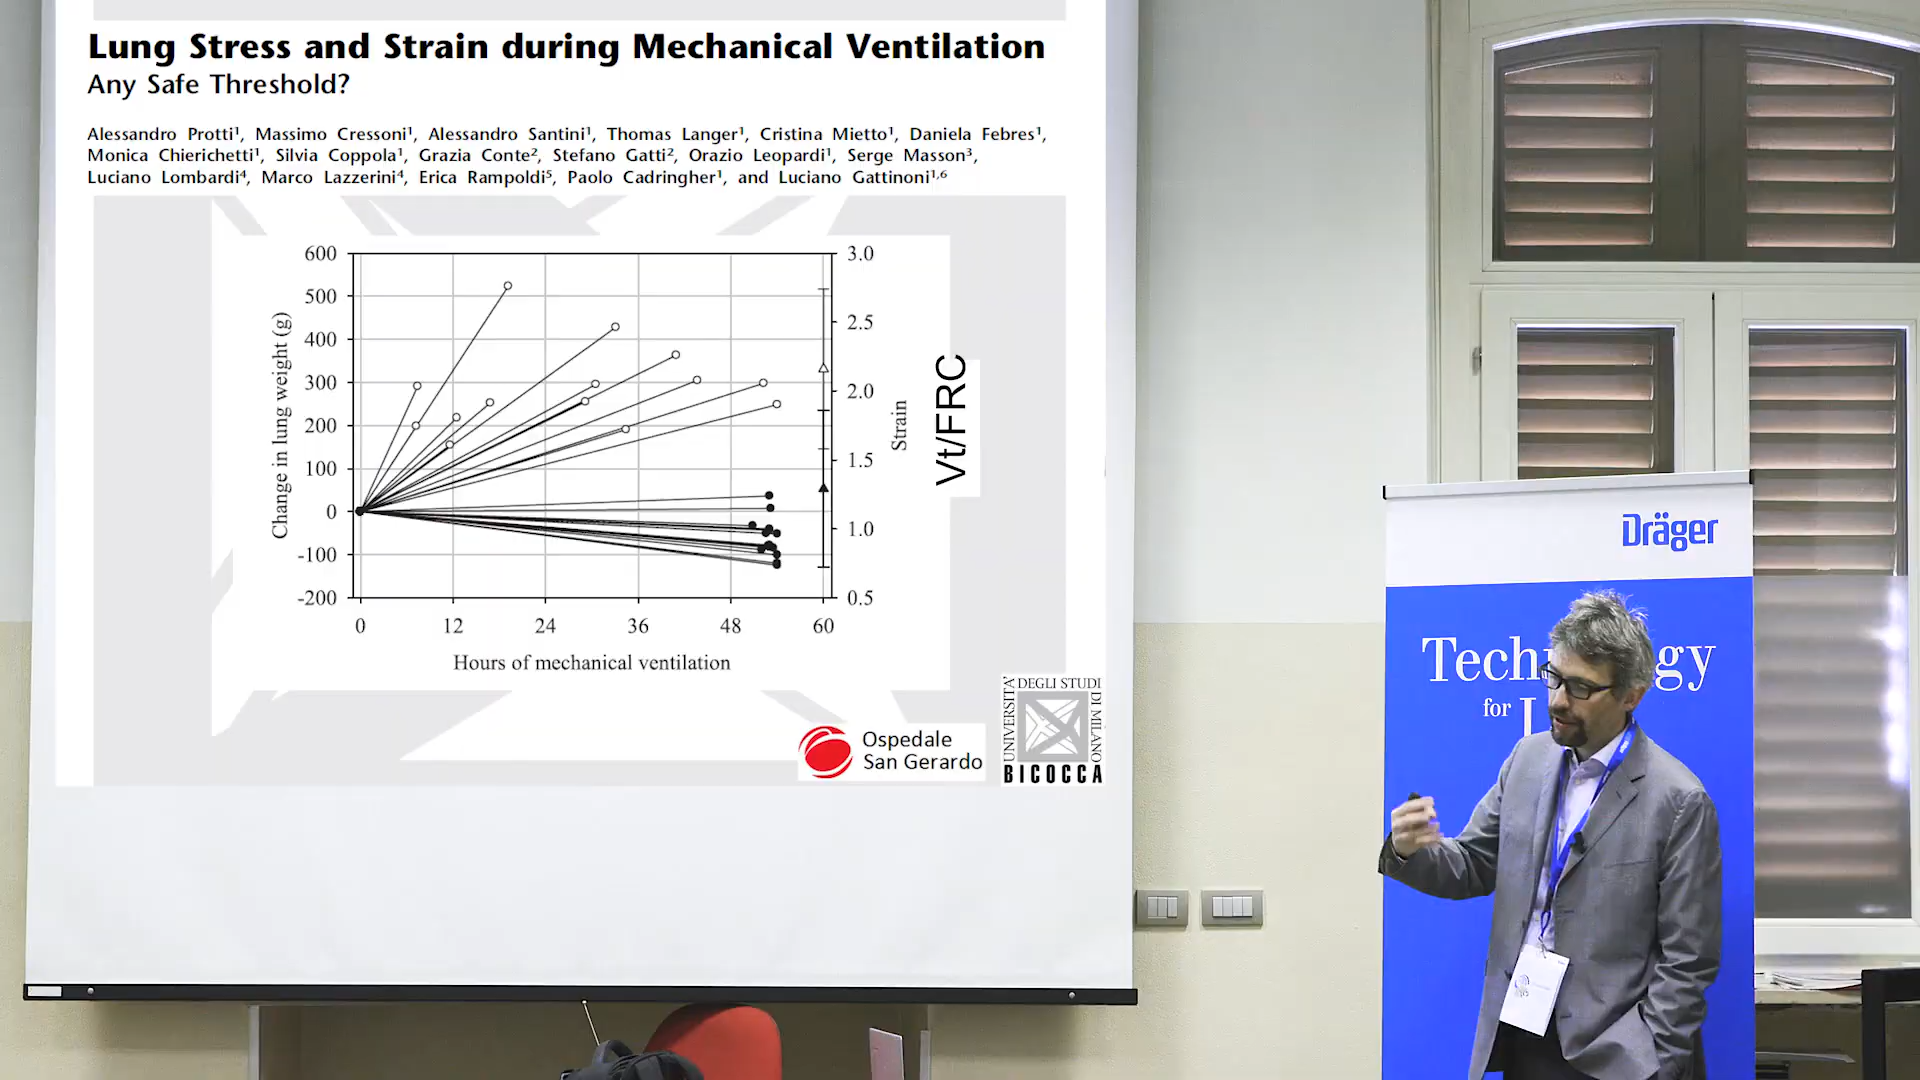 Lung Stress and Strain during Mechanical Ventilation
Any Safe Threshold?
Alessandro Protti¹, Massimo Cressoni¹, Alessandro Santini¹, Thomas Langer¹, Cristina Mietto¹, Daniela Febres¹,
Monica Chierichetti¹, Silvia Coppola¹, Grazia Conte², Stefano Gatti², Orazio Leopardi¹, Serge Masson³,
Luciano Lombardi⁴, Marco Lazzerini⁴, Erica Rampoldi⁵, Paolo Cadringher¹, and Luciano Gattinoni¹,⁶
Change in lung weight (g)
600
500
400
300
200
100
0
-100
-200
3.0
2.5
2.0
1.5
1.0
0.5
Strain
Vt/FRC
0 12 24 36 48 60
Hours of mechanical ventilation
Ospedale
San Gerardo
UNIVERSITA'
DEGLI STUDI
DI MILANO
BICOCCA
Dräger
for